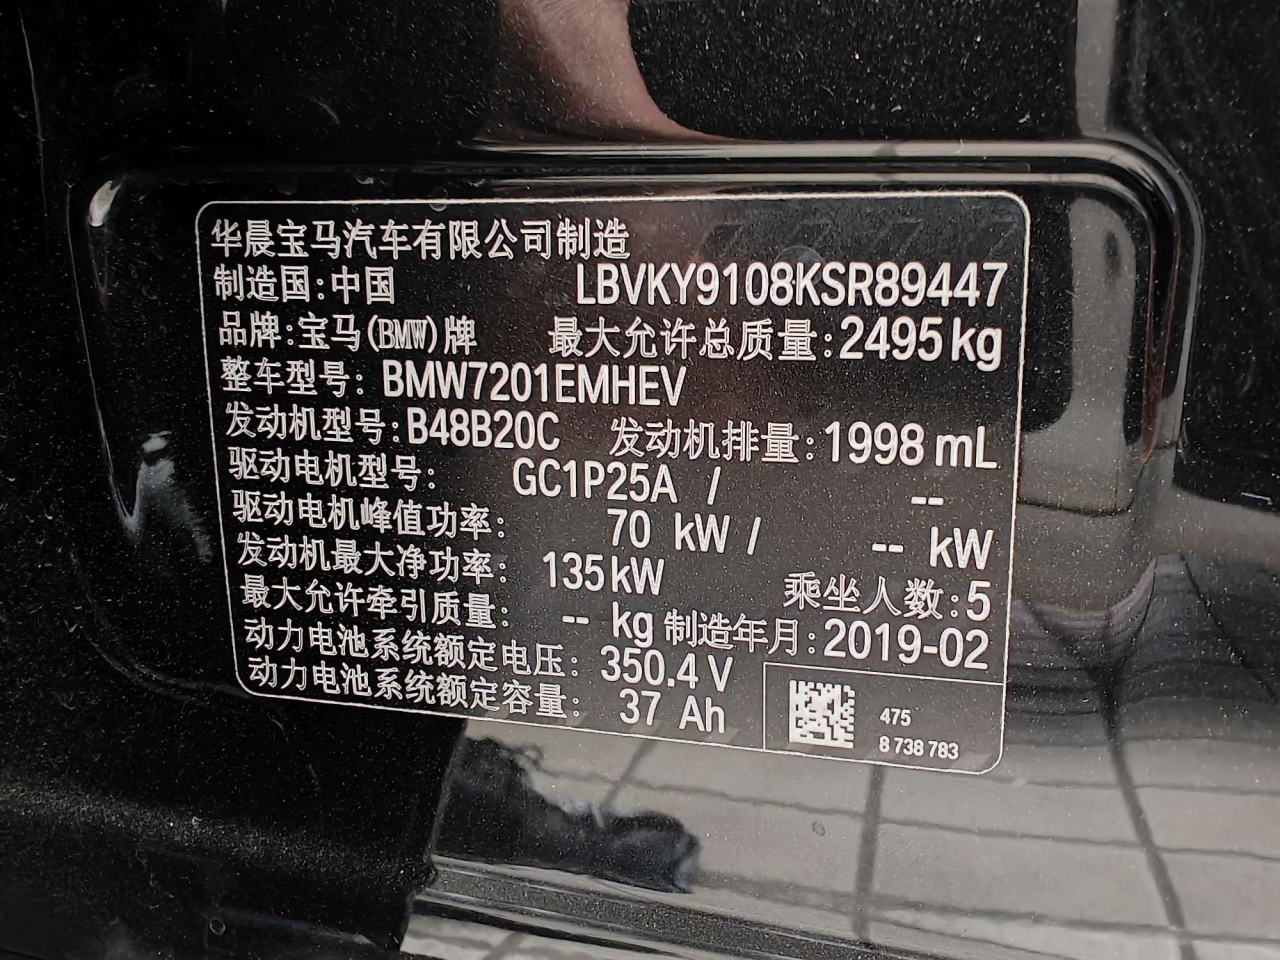 华晨宝马汽车有限公司制造
制造国:中国 LBVKY9108KSR89447
品牌:宝马(BMW)牌 最大允许总质量:2495kg
整车型号: BMW7201EMHEV
发动机型号:B48B20C 发动机排量:1998 mL
驱动电机型号: GC1P25A / --
驱动电机峰值功率: 70 kW / -- kW
发动机最大净功率: 135kW 乘坐人数:5
最大允许牵引质量: -- kg 制造年月:2019-02
动力电池系统额定电压: 350.4 V
动力电池系统额定容量: 37 Ah
475
8 738 783